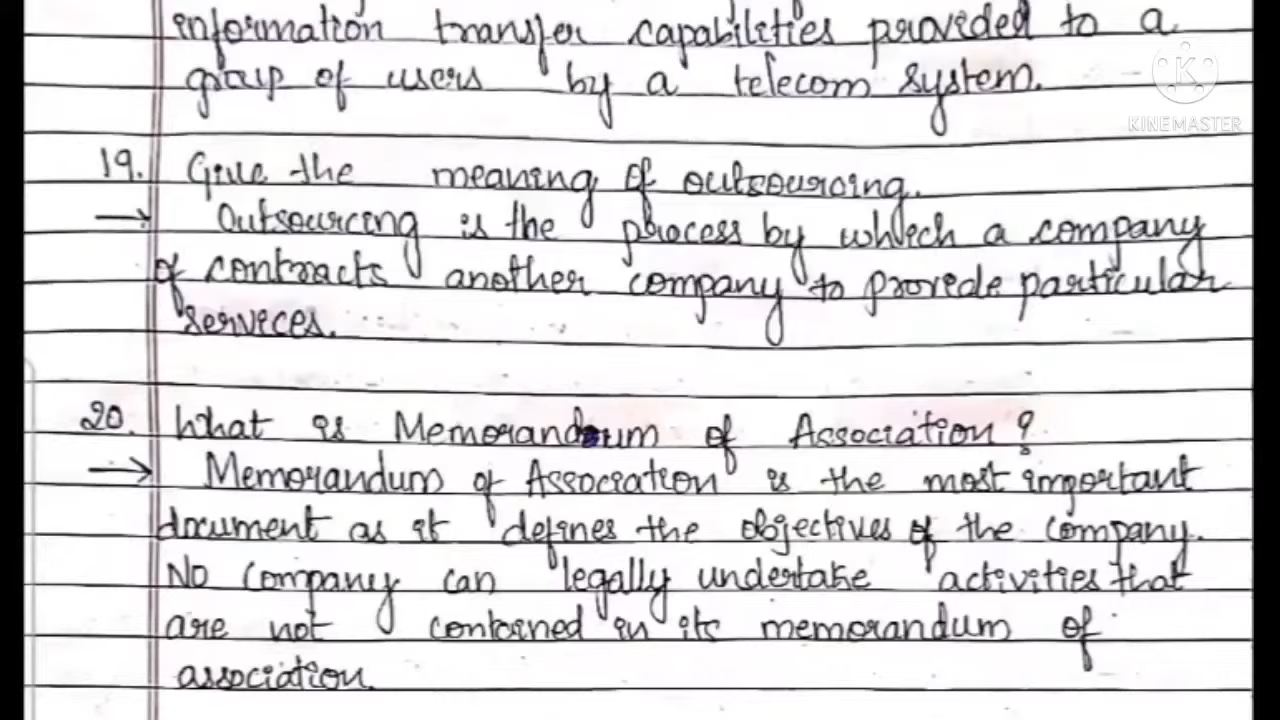 information transfer capabilities provided to a
group of users by a telecom system.
KINEMASTER
19. Give the meaning of outsourcing.
→ Outsourcing is the process by which a company
of contracts another company to provide particular
serveces.
20. What is Memorandum of Association?
→ Memorandum of Association is the most important
document as it defines the objectives of the company.
No company can legally undertake activities that
are not contained in its memorandum of
association.